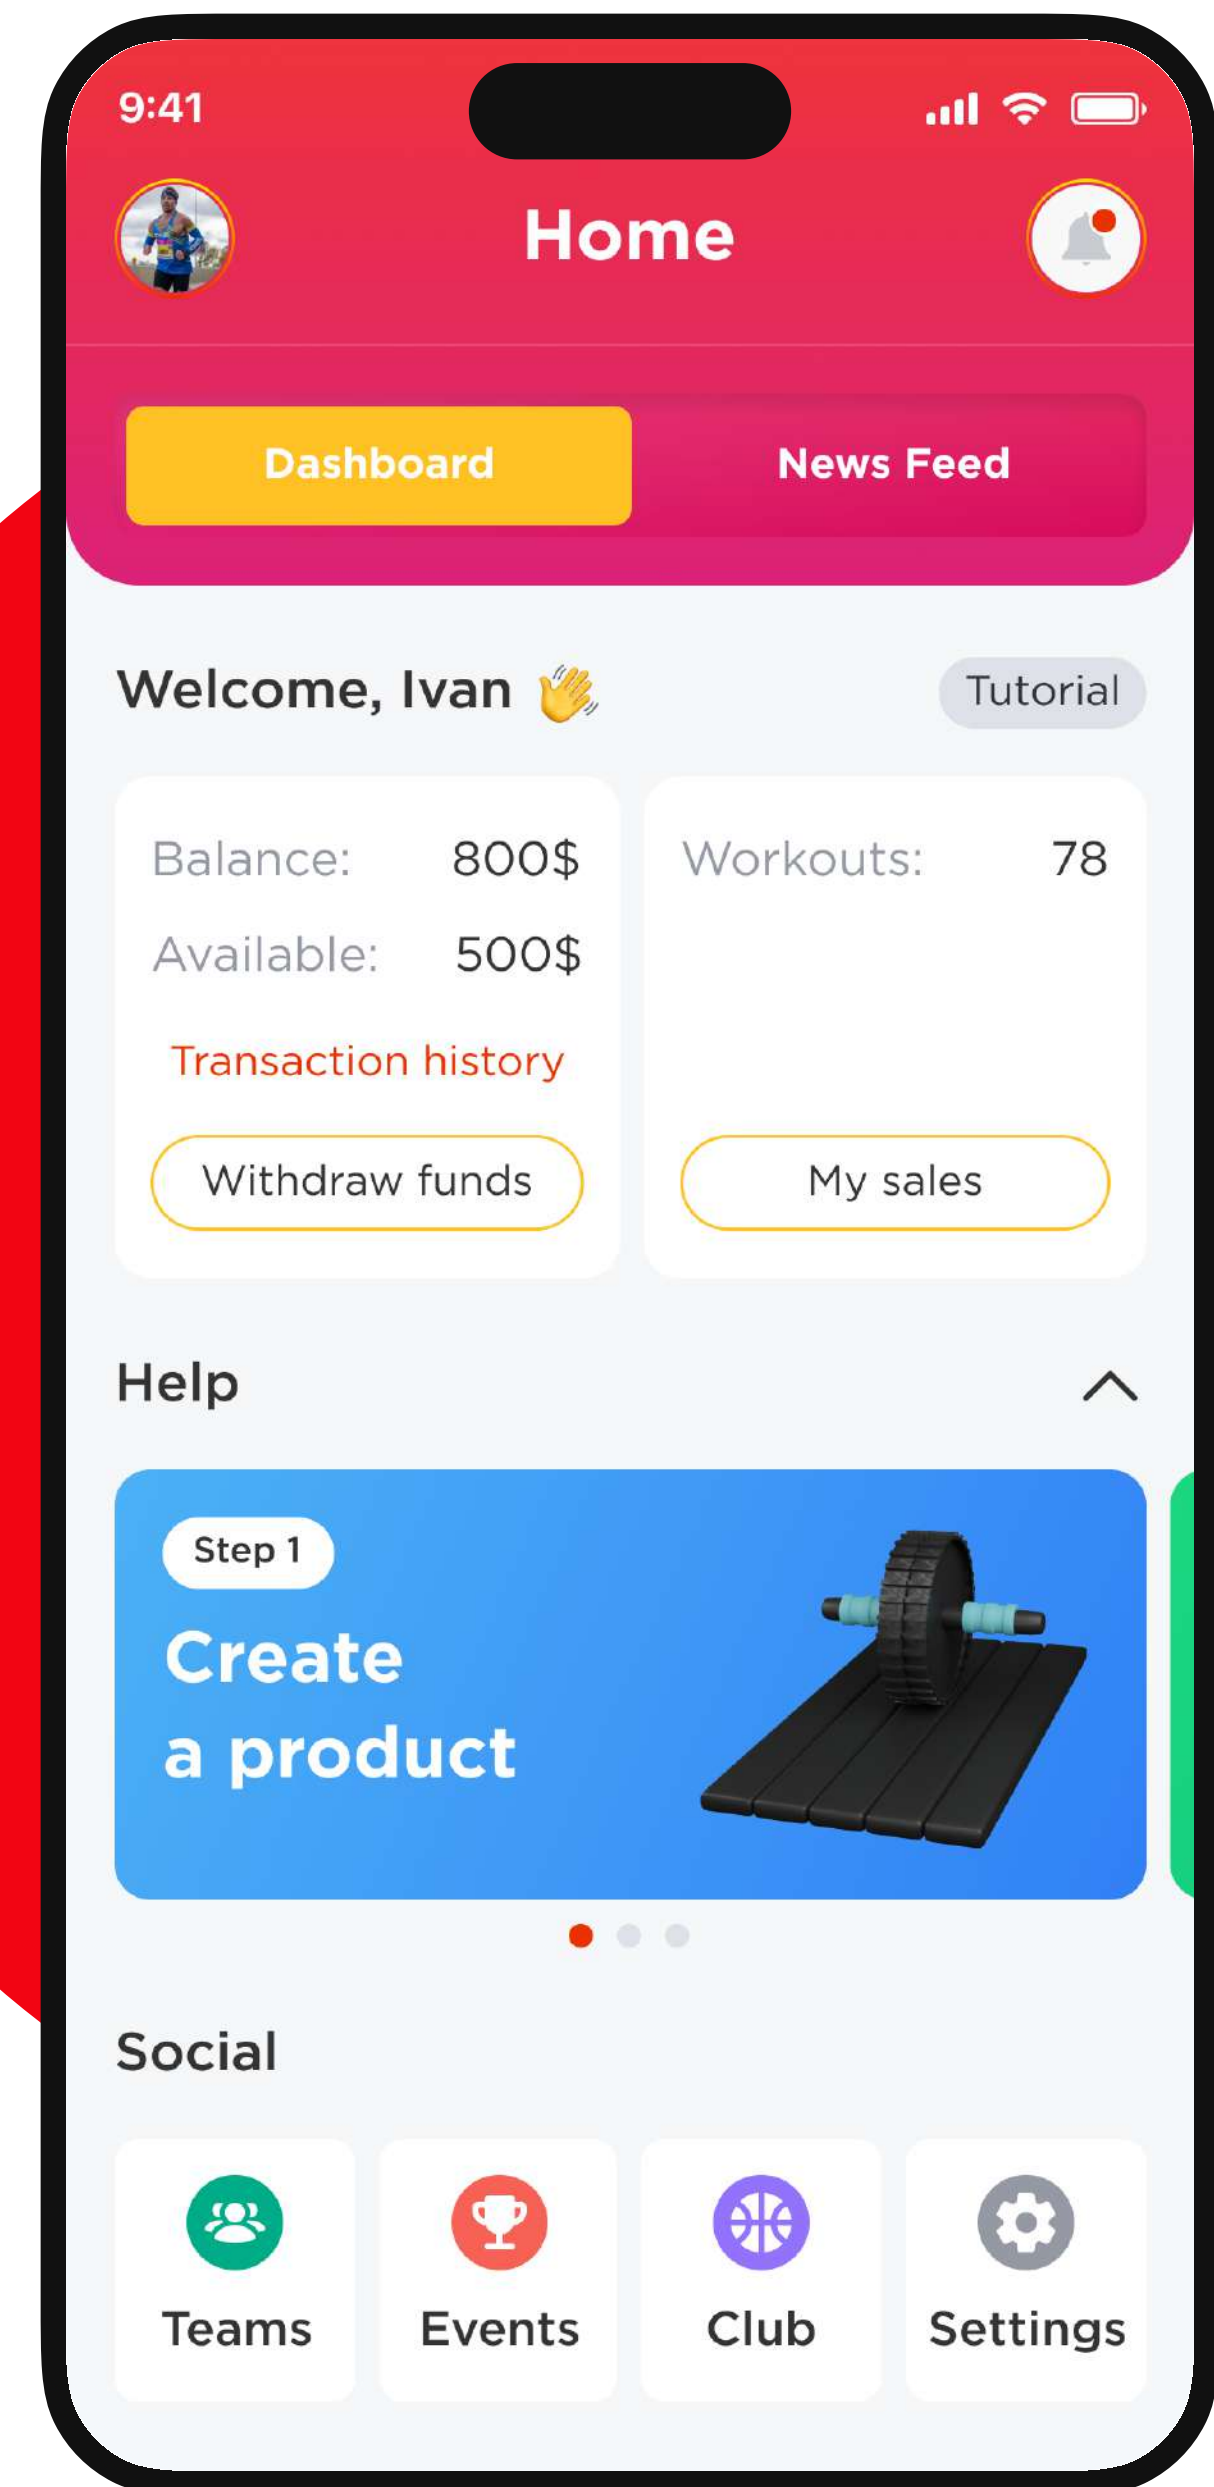 9:41
Home
Dashboard
News Feed
Welcome, Ivan 👋
Tutorial
Balance: 800$
Available: 500$
Transaction history
Withdraw funds
Workouts: 78
My sales
Help
Step 1
Create
a product
Social
Teams
Events
Club
Settings